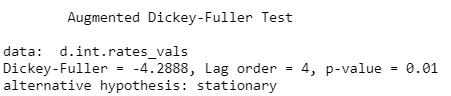 Augmented Dickey-Fuller Test
data: d.int.rates_vals
Dickey-Fuller = -4.2888, Lag order = 4, p-value = 0.01
alternative hypothesis: stationary